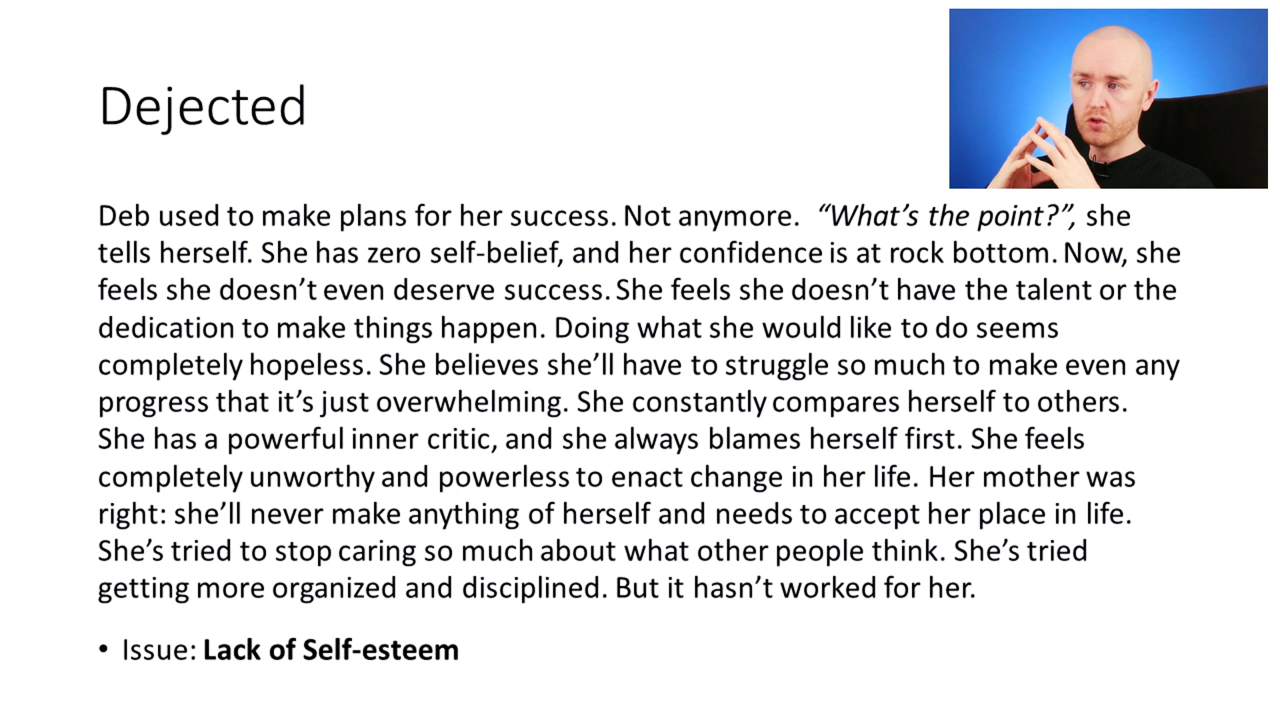 Dejected
Deb used to make plans for her success. Not anymore. “What’s the point?”, she
tells herself. She has zero self-belief, and her confidence is at rock bottom. Now, she
feels she doesn’t even deserve success. She feels she doesn’t have the talent or the
dedication to make things happen. Doing what she would like to do seems
completely hopeless. She believes she’ll have to struggle so much to make even any
progress that it’s just overwhelming. She constantly compares herself to others.
She has a powerful inner critic, and she always blames herself first. She feels
completely unworthy and powerless to enact change in her life. Her mother was
right: she’ll never make anything of herself and needs to accept her place in life.
She’s tried to stop caring so much about what other people think. She’s tried
getting more organized and disciplined. But it hasn’t worked for her.
• Issue: Lack of Self-esteem